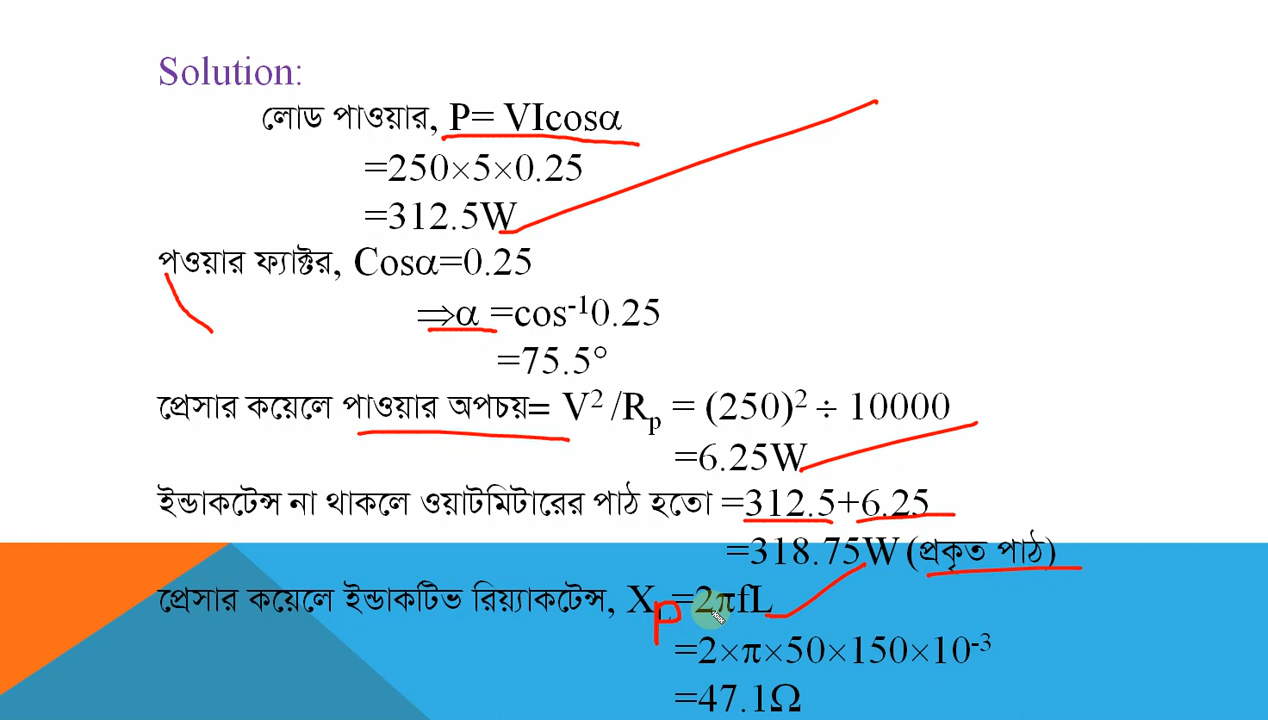 Solution:
লোড পাওয়ার, P= VIcosα
=250×5×0.25
=312.5W
পওয়ার ফ্যাক্টর, Cosα=0.25
⇒α =cos⁻¹0.25
=75.5°
প্রেসার কয়েলে পাওয়ার অপচয়= V² /Rₚ = (250)² ÷ 10000
=6.25W
ইন্ডাকটেন্স না থাকলে ওয়াটমিটারের পাঠ হতো =312.5+6.25
=318.75W (প্রকৃত পাঠ)
প্রেসার কয়েলে ইন্ডাকটিভ রিয়্যাকটেন্স, X P =2πfL
=2×π×50×150×10⁻³
=47.1Ω